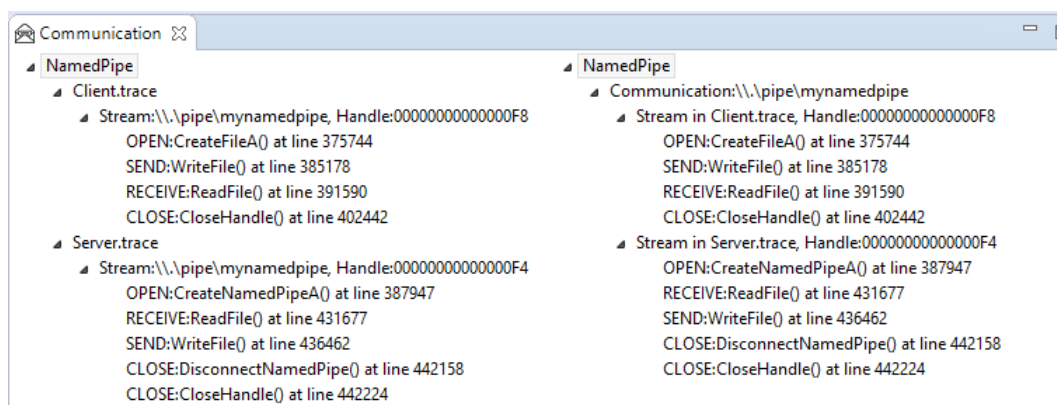 Communication
NamedPipe
Client.trace
Stream:\\.\pipe\mynamedpipe, Handle:00000000000000F8
OPEN:CreateFileA() at line 375744
SEND:WriteFile() at line 385178
RECEIVE:ReadFile() at line 391590
CLOSE:CloseHandle() at line 402442
Server.trace
Stream:\\.\pipe\mynamedpipe, Handle:00000000000000F4
OPEN:CreateNamedPipeA() at line 387947
RECEIVE:ReadFile() at line 431677
SEND:WriteFile() at line 436462
CLOSE:DisconnectNamedPipe() at line 442158
CLOSE:CloseHandle() at line 442224
NamedPipe
Communication:\\.\pipe\mynamedpipe
Stream in Client.trace, Handle:00000000000000F8
OPEN:CreateFileA() at line 375744
SEND:WriteFile() at line 385178
RECEIVE:ReadFile() at line 391590
CLOSE:CloseHandle() at line 402442
Stream in Server.trace, Handle:00000000000000F4
OPEN:CreateNamedPipeA() at line 387947
RECEIVE:ReadFile() at line 431677
SEND:WriteFile() at line 436462
CLOSE:DisconnectNamedPipe() at line 442158
CLOSE:CloseHandle() at line 442224